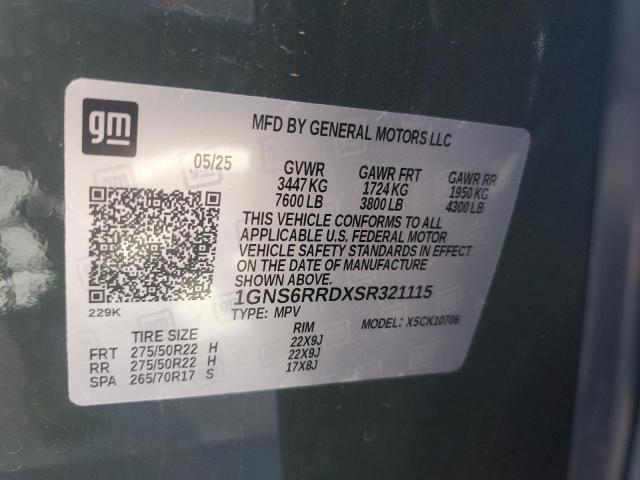 gm
MFD BY GENERAL MOTORS LLC
05/25 GVWR GAWR FRT GAWR RR
3447 KG 1724 KG 1950 KG
7600 LB 3800 LB 4300 LB
THIS VEHICLE CONFORMS TO ALL
APPLICABLE U.S. FEDERAL MOTOR
VEHICLE SAFETY STANDARDS IN EFFECT
ON THE DATE OF MANUFACTURE
SHOWN ABOVE.
1GNS6RRDXSR321115
229K TYPE: MPV MODEL: X5CK10706
TIRE SIZE RIM
FRT 275/50R22 H 22X9J
RR 275/50R22 H 22X9J
SPA 265/70R17 S 17X8J